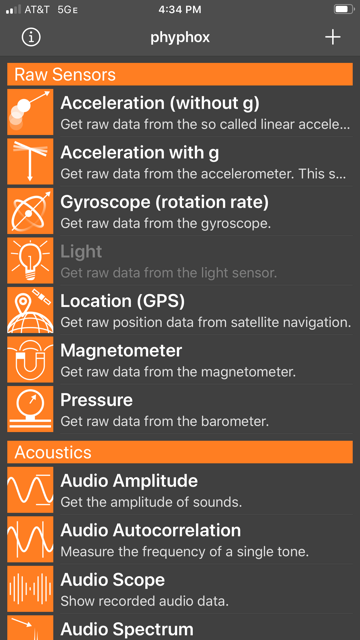 AT&T 5GE 4:34 PM
phyphox
Raw Sensors
Acceleration (without g)
Get raw data from the so called linear accele...
Acceleration with g
Get raw data from the accelerometer. This s...
Gyroscope (rotation rate)
Get raw data from the gyroscope.
Light
Get raw data from the light sensor.
Location (GPS)
Get raw position data from satellite navigation.
Magnetometer
Get raw data from the magnetometer.
Pressure
Get raw data from the barometer.
Acoustics
Audio Amplitude
Get the amplitude of sounds.
Audio Autocorrelation
Measure the frequency of a single tone.
Audio Scope
Show recorded audio data.
Audio Spectrum